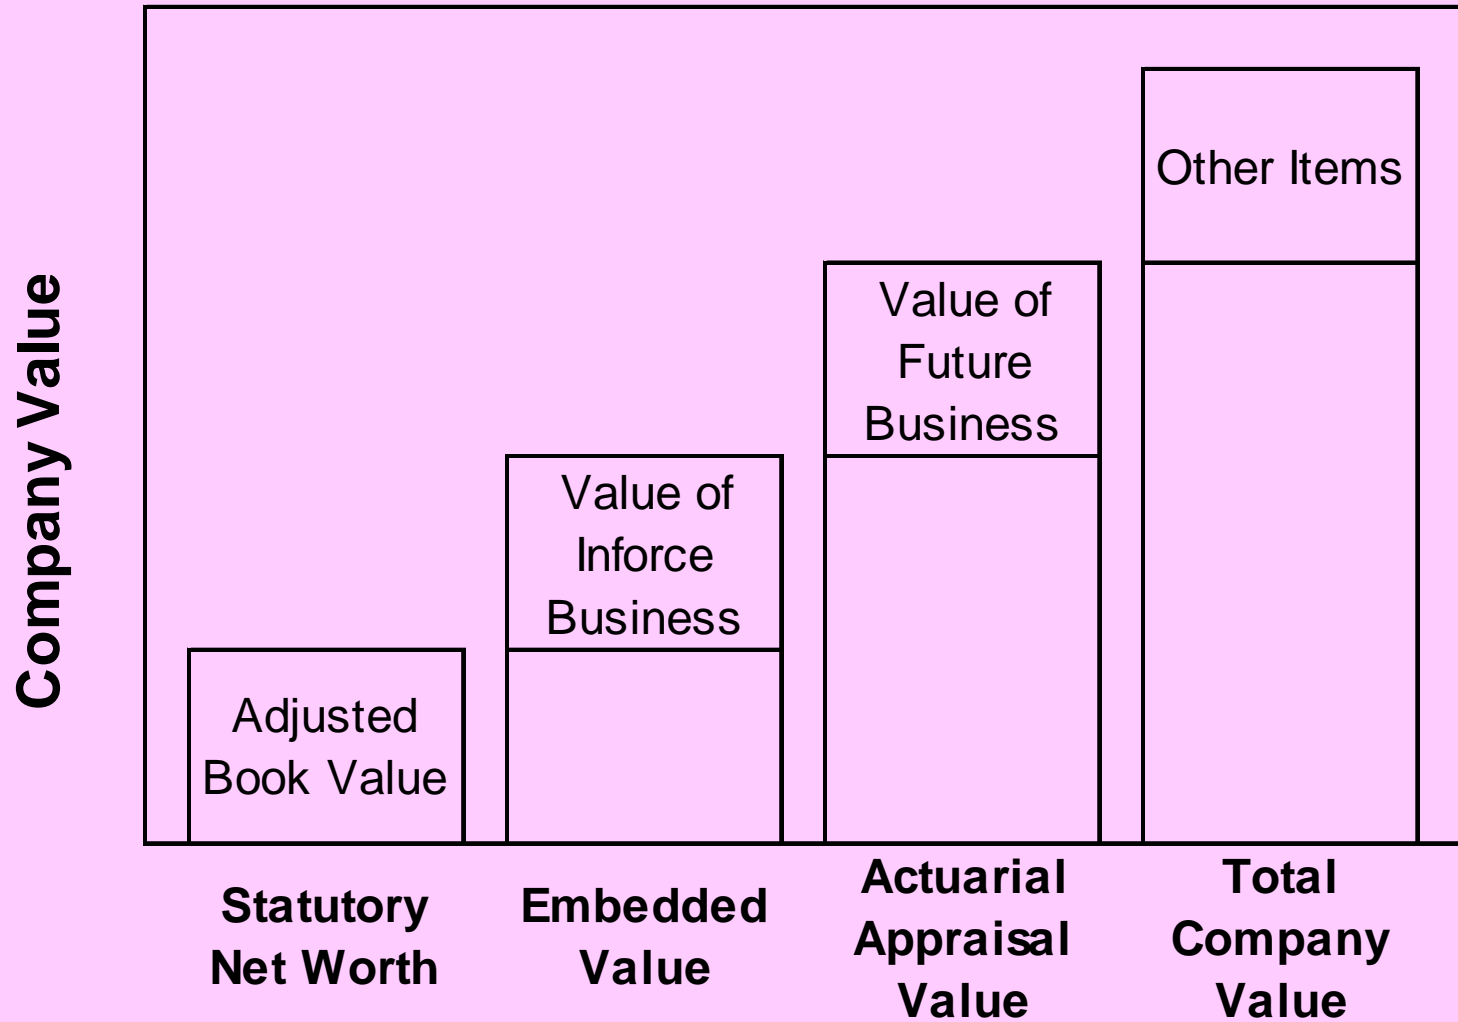 Company Value
Other Items
Value of
Future
Business
Value of
Inforce
Business
Adjusted
Book Value
Statutory
Net Worth
Embedded
Value
Actuarial
Appraisal
Value
Total
Company
Value